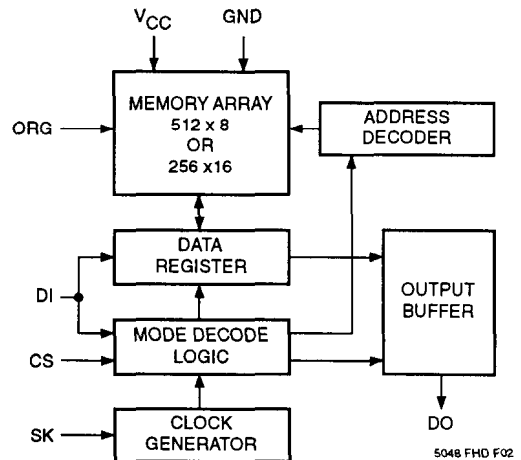 VCC GND
MEMORY ARRAY
512 x 8
OR
256 x16
ORG
ADDRESS
DECODER
DATA
REGISTER
DI
OUTPUT
BUFFER
MODE DECODE
LOGIC
CS
CLOCK
GENERATOR
SK
DO
5048 FHD F02